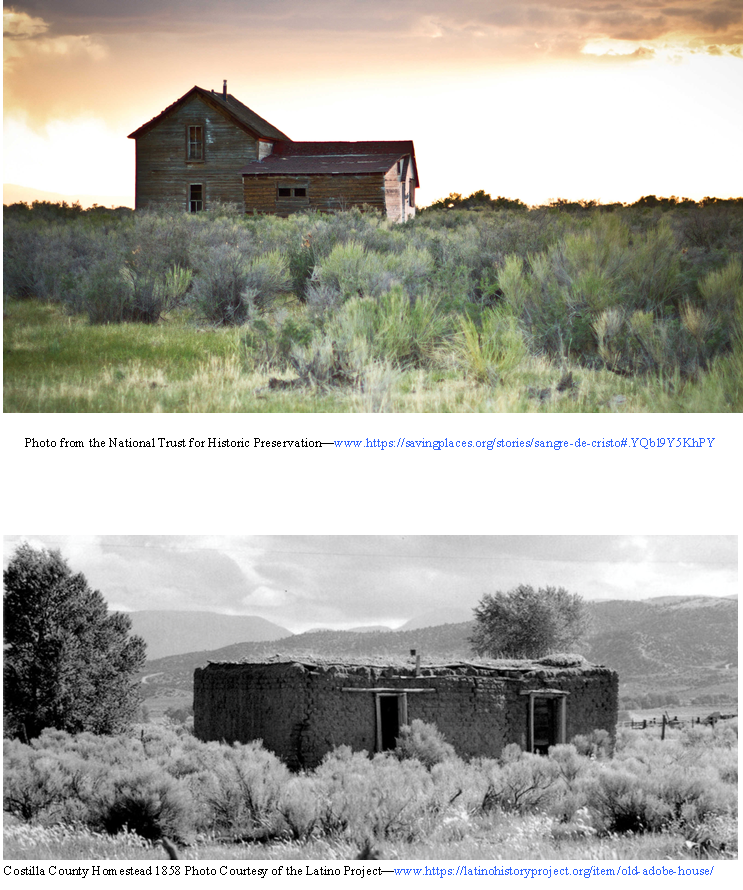 Photo from the National Trust for Historic Preservation—www.https://savingplaces.org/stories/sangre-de-cristo#.YQbl9Y5KhPY
Costilla County Homestead 1858 Photo Courtesy of the Latino Project—www.https://latinohistoryproject.org/item/old-adobe-house/